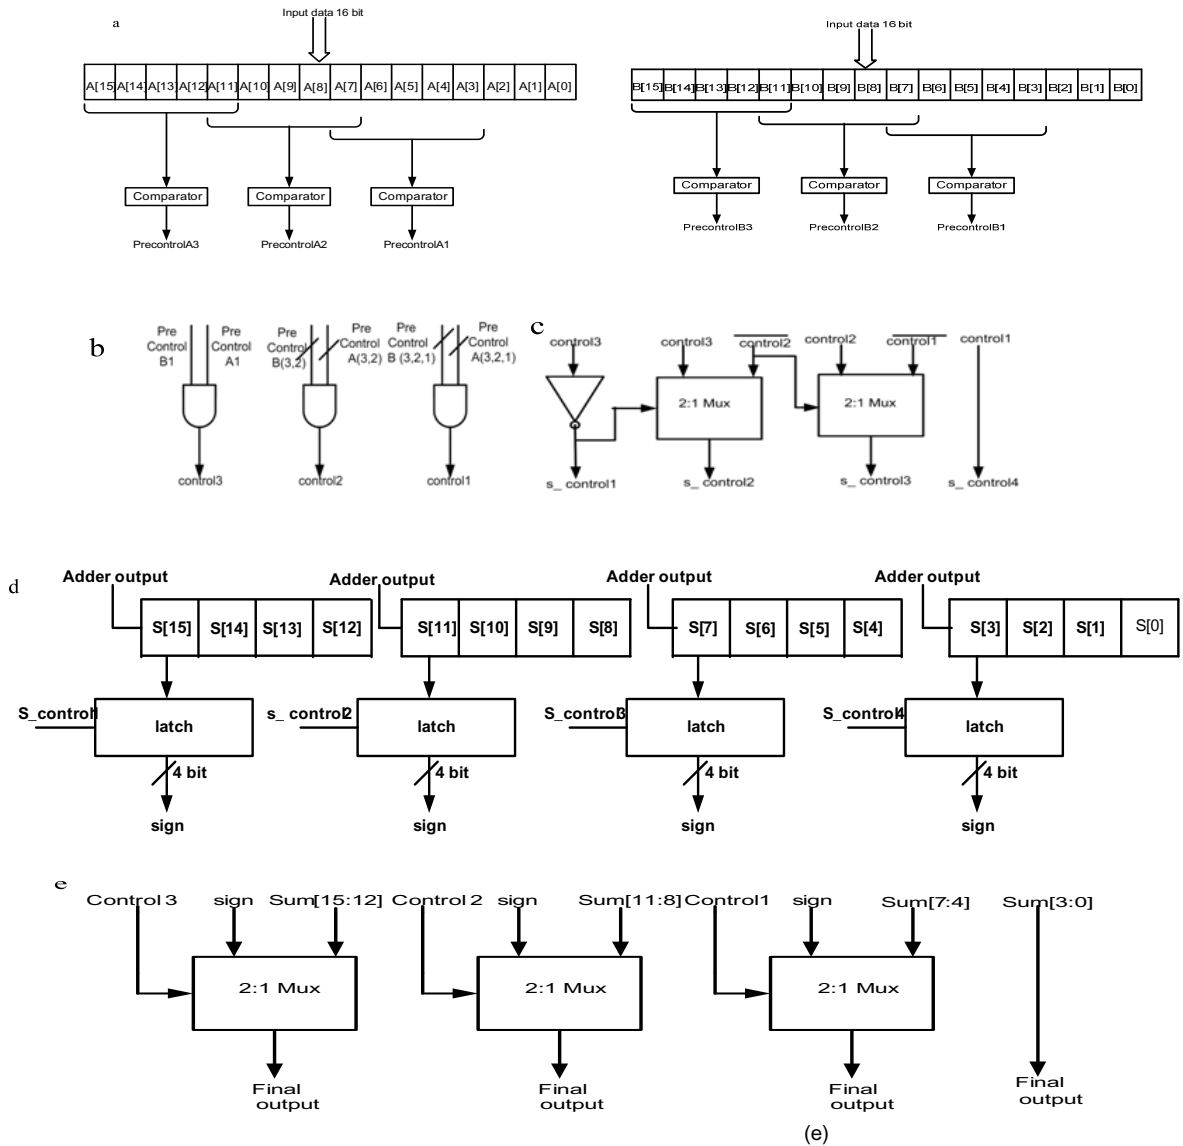 a
Input data 16 bit
A[15] A[14] A[13] A[12] A[11] A[10] A[9] A[8] A[7] A[6] A[5] A[4] A[3] A[2] A[1] A[0]
Comparator Comparator Comparator
PrecontrolA3 PrecontrolA2 PrecontrolA1
Input data 16 bit
B[15] B[14] B[13] B[12] B[11] B[10] B[9] B[8] B[7] B[6] B[5] B[4] B[3] B[2] B[1] B[0]
Comparator Comparator Comparator
PrecontrolB3 PrecontrolB2 PrecontrolB1
b
Pre
Control
B1
Pre
Control
A1
control3
Pre
Control
B(3,2)
Pre
Control
A(3,2)
control2
Pre
Control
B (3,2,1)
Pre
Control
A(3,2,1)
control1
c
control3 control3 control2 control2 control1 control1
2:1 Mux 2:1 Mux
s_ control1 s_ control2 s_ control3 s_ control4
d
Adder output Adder output Adder output Adder output
S[15] S[14] S[13] S[12] S[11] S[10] S[9] S[8] S[7] S[6] S[5] S[4] S[3] S[2] S[1] S[0]
S_control1 latch s_ control2 latch S_control3 latch S_control4 latch
4 bit 4 bit 4 bit 4 bit
sign sign sign sign
e
Control 3 sign Sum[15:12] Control 2 sign Sum[11:8] Control1 sign Sum[7:4] Sum[3:0]
2:1 Mux 2:1 Mux 2:1 Mux
Final
output
Final
output
Final
output
Final
output
(e)